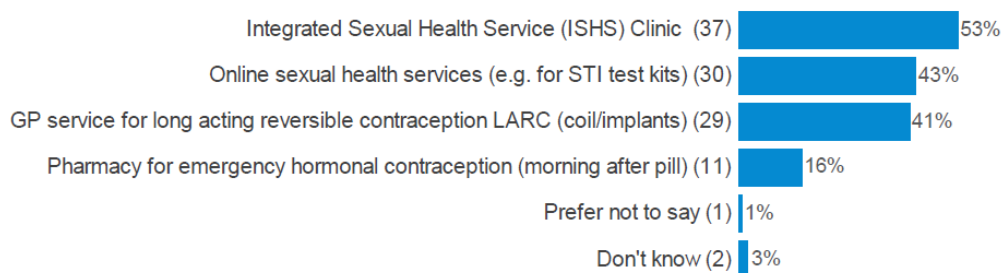 Integrated Sexual Health Service (ISHS) Clinic (37) 53%
Online sexual health services (e.g. for STI test kits) (30) 43%
GP service for long acting reversible contraception LARC (coil/implants) (29) 41%
Pharmacy for emergency hormonal contraception (morning after pill) (11) 16%
Prefer not to say (1) 1%
Don't know (2) 3%